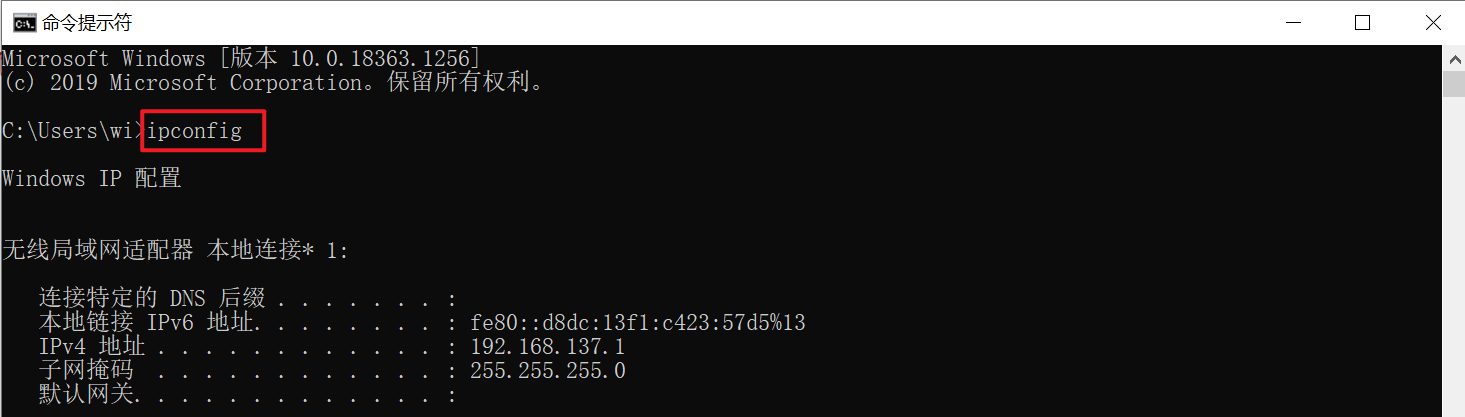 命令提示符
Microsoft Windows [版本 10.0.18363.1256]
(c) 2019 Microsoft Corporation。保留所有权利。
C:\Users\wi>ipconfig
Windows IP 配置
无线局域网适配器 本地连接* 1:
连接特定的 DNS 后缀 . . . . . . . :
本地链接 IPv6 地址. . . . . . . . : fe80::d8dc:13f1:c423:57d5%13
IPv4 地址 . . . . . . . . . . . . : 192.168.137.1
子网掩码  . . . . . . . . . . . . : 255.255.255.0
默认网关. . . . . . . . . . . . . :